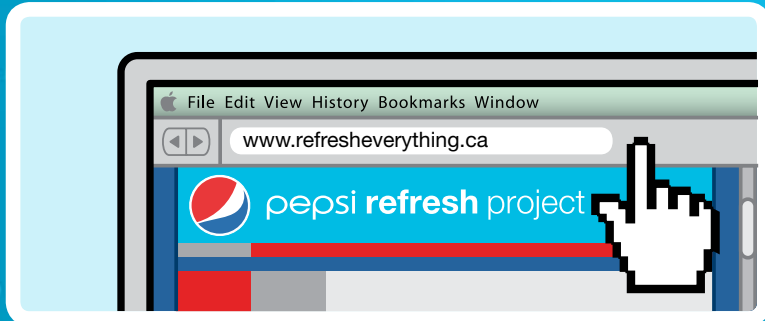 File Edit View History Bookmarks Window
www.refresheverything.ca
pepsi refresh project